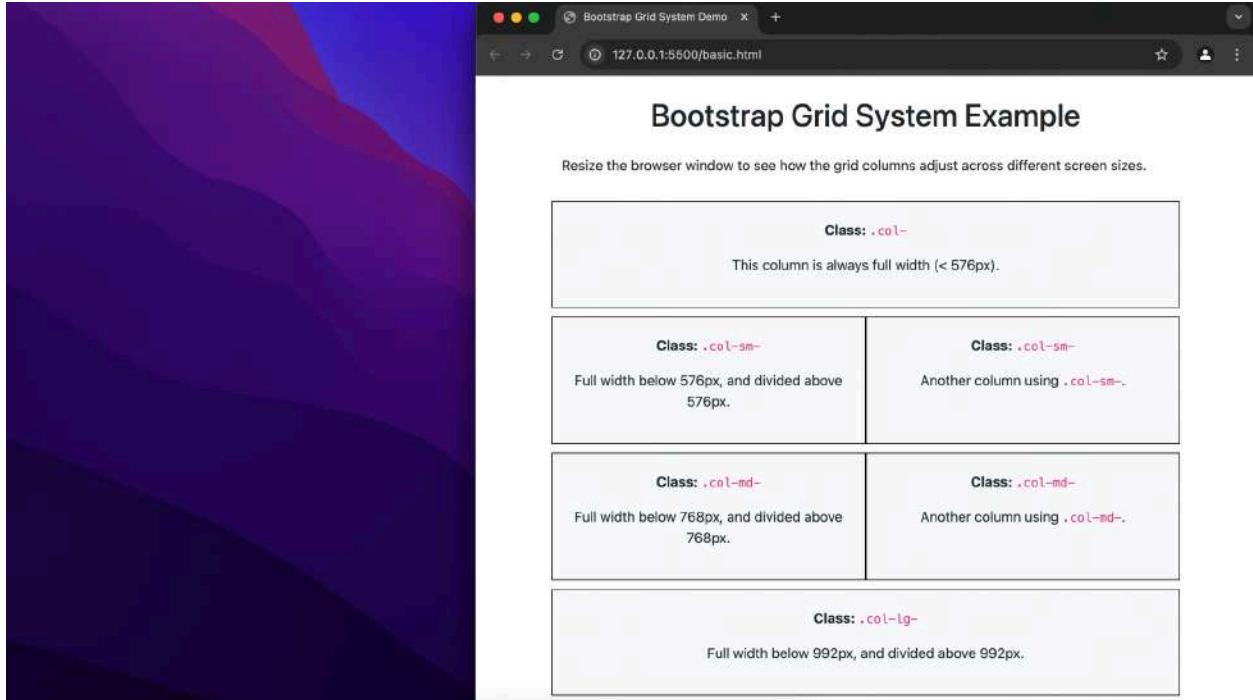 Bootstrap Grid System Demo
127.0.0.1:5500/basic.html
Bootstrap Grid System Example
Resize the browser window to see how the grid columns adjust across different screen sizes.
Class: .col-
This column is always full width (< 576px).
Class: .col-sm-
Full width below 576px, and divided above
576px.
Class: .col-sm-
Another column using .col-sm-.
Class: .col-md-
Full width below 768px, and divided above
768px.
Class: .col-md-
Another column using .col-md-.
Class: .col-lg-
Full width below 992px, and divided above 992px.